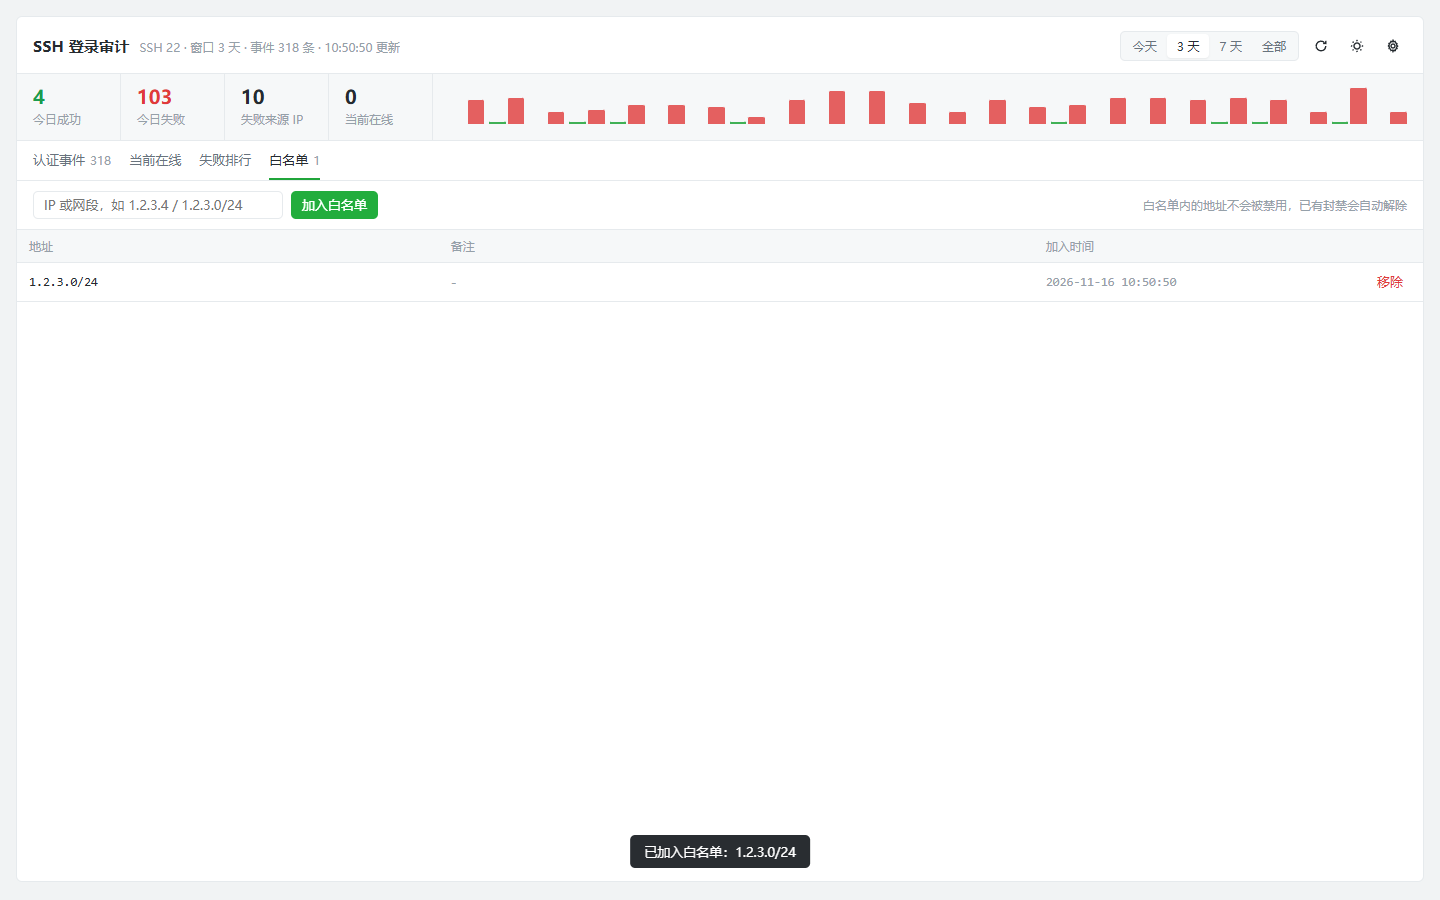 SSH 登录审计 SSH 22 · 窗口 3 天 · 事件 318 条 · 10:50:50 更新
今天 3 天 7 天 全部
4 103 10 0
今日成功 今日失败 失败来源 IP 当前在线
认证事件 318 当前在线 失败排行 白名单 1
IP 或网段，如 1.2.3.4 / 1.2.3.0/24 加入白名单 白名单内的地址不会被禁用，已有封禁会自动解除
地址 备注 加入时间
1.2.3.0/24 - 2026-11-16 10:50:50 移除
已加入白名单：1.2.3.0/24